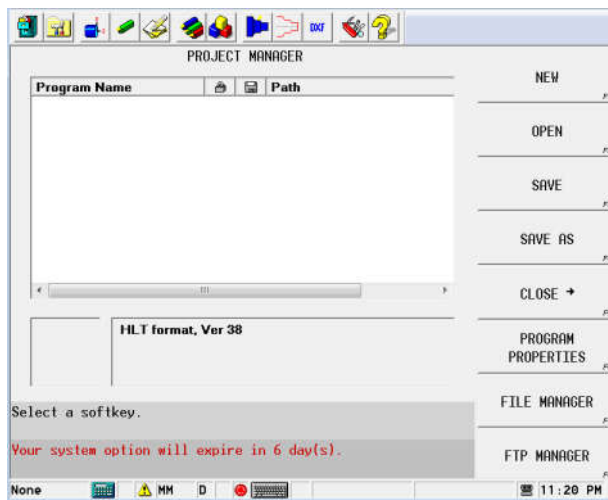 DXF
PROJECT MANAGER
Program Name
Path
NEW
OPEN
SAVE
SAVE AS
CLOSE →
PROGRAM
PROPERTIES
FILE MANAGER
FTP MANAGER
HLT format, Ver 38
Select a softkey.
Your system option will expire in 6 day(s).
None
MM
D
11:20 PM